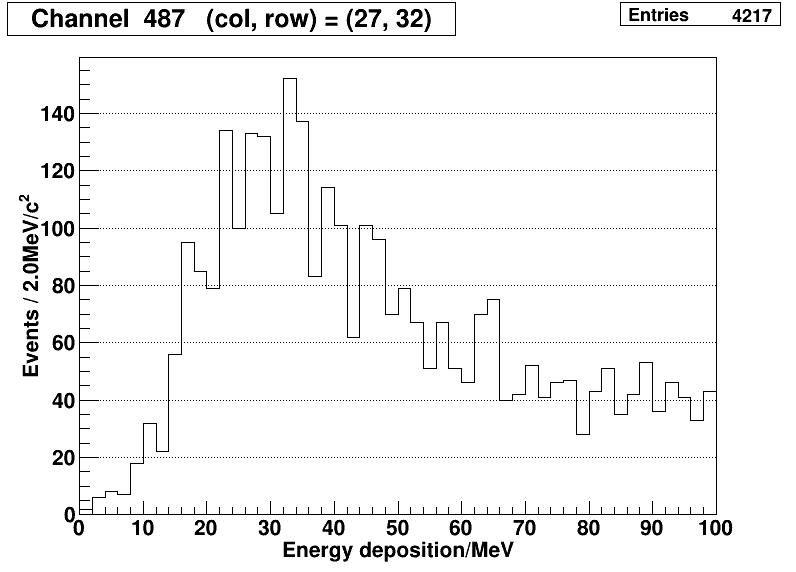 Channel 487 (col, row) = (27, 32)
Entries 4217
140
120
100
80
60
40
20
0
Events / 2.0MeV/c²
0 10 20 30 40 50 60 70 80 90 100
Energy deposition/MeV